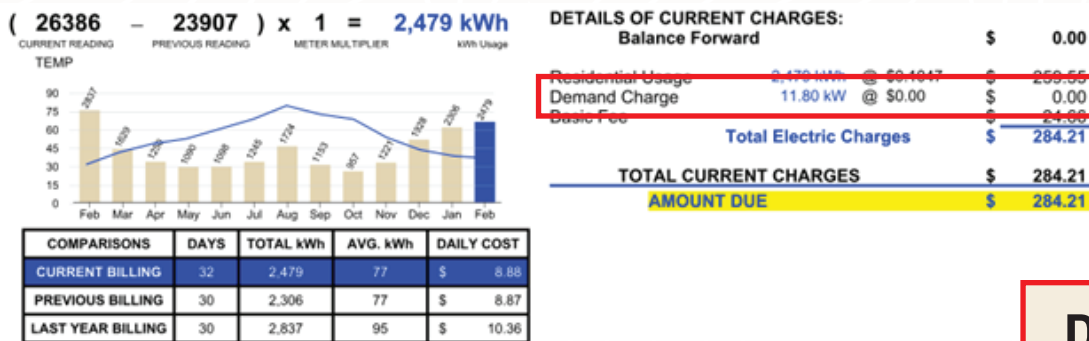 ( 26386 – 23907 ) x 1 = 2,479 kWh
CURRENT READING PREVIOUS READING METER MULTIPLIER kWh Usage
TEMP
90
75
60
45
30
15
0
2837 1629 1090 1098 1245 1724 1153 957 1221 1928 2306 2479
Feb Mar Apr May Jun Jul Aug Sep Oct Nov Dec Jan Feb
COMPARISONS DAYS TOTAL kWh AVG. kWh DAILY COST
CURRENT BILLING 32 2,479 77 $ 8.88
PREVIOUS BILLING 30 2,306 77 $ 8.87
LAST YEAR BILLING 30 2,837 95 $ 10.36
DETAILS OF CURRENT CHARGES:
Balance Forward $ 0.00
Residential Usage 2,479 kWh @ $0.1047 $ 259.55
Demand Charge 11.80 kW @ $0.00 $ 0.00
Basic Fee $
Total Electric Charges $ 284.21
TOTAL CURRENT CHARGES $ 284.21
AMOUNT DUE $ 284.21
D